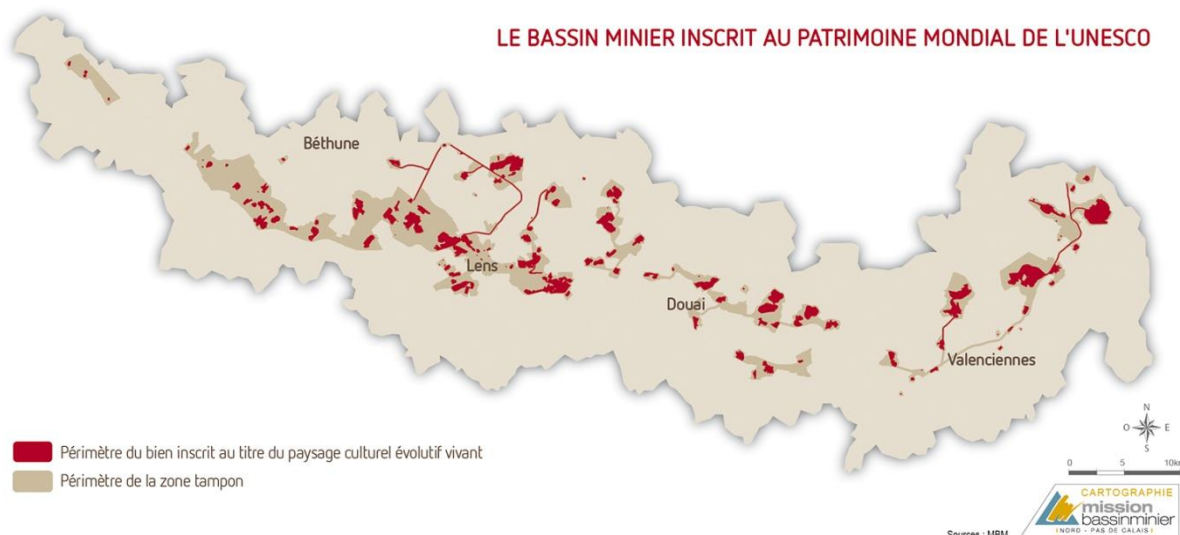 LE BASSIN MINIER INSCRIT AU PATRIMOINE MONDIAL DE L'UNESCO
Béthune
Lens
Douai
Valenciennes
N
O E
S
Périmètre du bien inscrit au titre du paysage culturel évolutif vivant
Périmètre de la zone tampon
0 5 10km
CARTOGRAPHIE
mission
bassinminier
NORD - PAS DE CALAIS
Sources : MBM